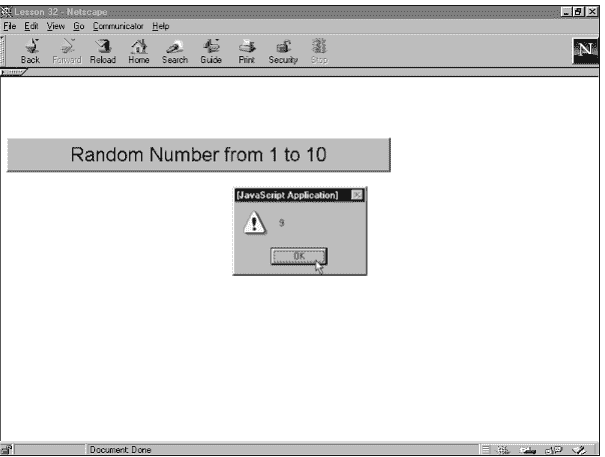 Lesson 32 - Netscape
File Edit View Go Communicator Help
Back Forward Reload Home Search Guide Print Security Stop
N
Random Number from 1 to 10
[JavaScript Application]
9
OK
Document: Done